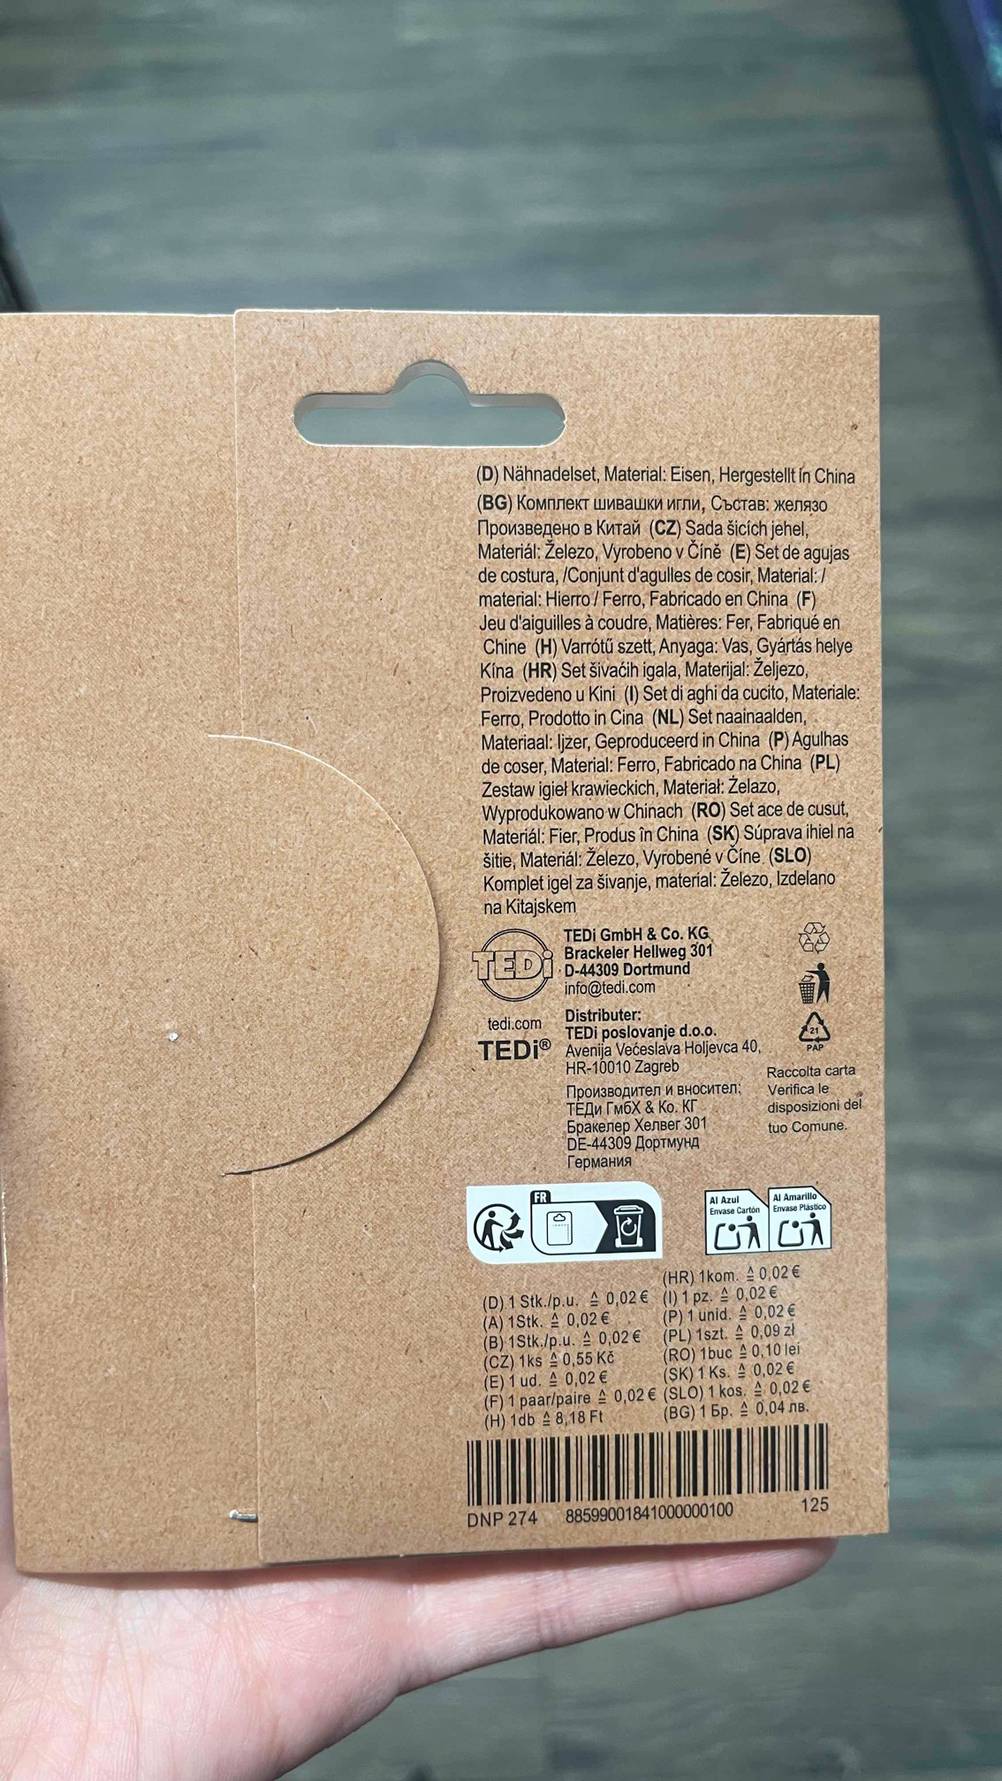 (D) Nähnadelset, Material: Eisen, Hergestellt in China
(BG) Комплект шивашки игли, Състав: желязо
Произведено в Китай (CZ) Sada šicích jehel,
Materiál: Železo, Vyrobeno v Číně (E) Set de agujas
de costura, /Conjunt d'agulles de cosir, Material: /
material: Hierro / Ferro, Fabricado en China (F)
Jeu d'aiguilles à coudre, Matières: Fer, Fabriqué en
Chine (H) Varrótű szett, Anyaga: Vas, Gyártás helye
Kína (HR) Set šivaćih igala, Materijal: Željezo,
Proizvedeno u Kini (I) Set di aghi da cucito, Materiale:
Ferro, Prodotto in Cina (NL) Set naainaalden,
Materiaal: Ijzer, Geproduceerd in China (P) Agulhas
de coser, Material: Ferro, Fabricado na China (PL)
Zestaw igieł krawieckich, Materiał: Żelazo,
Wyprodukowano w Chinach (RO) Set ace de cusut,
Materiál: Fier, Produs în China (SK) Súprava ihiel na
šitie, Materiál: Železo, Vyrobené v Číne (SLO)
Komplet igel za šivanje, material: Železo, Izdelano
na Kitajskem
TEDi
tedi.com
TEDi®
TEDi GmbH & Co. KG
Brackeler Hellweg 301
D-44309 Dortmund
info@tedi.com
Distributer:
TEDi poslovanje d.o.o.
Avenija Većeslava Holjevca 40,
HR-10010 Zagreb
Производител и вносител:
ТЕДи ГмбХ & Ко. КГ
Бракелер Хелвег 301
DE-44309 Дортмунд
Германия
21
PAP
Raccolta carta
Verifica le
disposizioni del
tuo Comune.
FR
Al Azul
Envase Cartón
Al Amarillo
Envase Plástico
(D) 1 Stk./p.u. ≙ 0,02 €
(A) 1Stk. ≙ 0,02 €
(B) 1Stk./p.u. ≙ 0,02 €
(CZ) 1ks ≙ 0,55 Kč
(E) 1 ud. ≙ 0,02 €
(F) 1 paar/paire ≙ 0,02 €
(H) 1db ≙ 8,18 Ft
(HR) 1kom. ≙ 0,02 €
(I) 1 pz. ≙ 0,02 €
(P) 1 unid. ≙ 0,02 €
(PL) 1szt. ≙ 0,09 zł
(RO) 1buc ≙ 0,10 lei
(SK) 1 Ks. ≙ 0,02 €
(SLO) 1 kos. ≙ 0,02 €
(BG) 1 Бр. ≙ 0,04 лв.
DNP 274 88599001841000000100 125